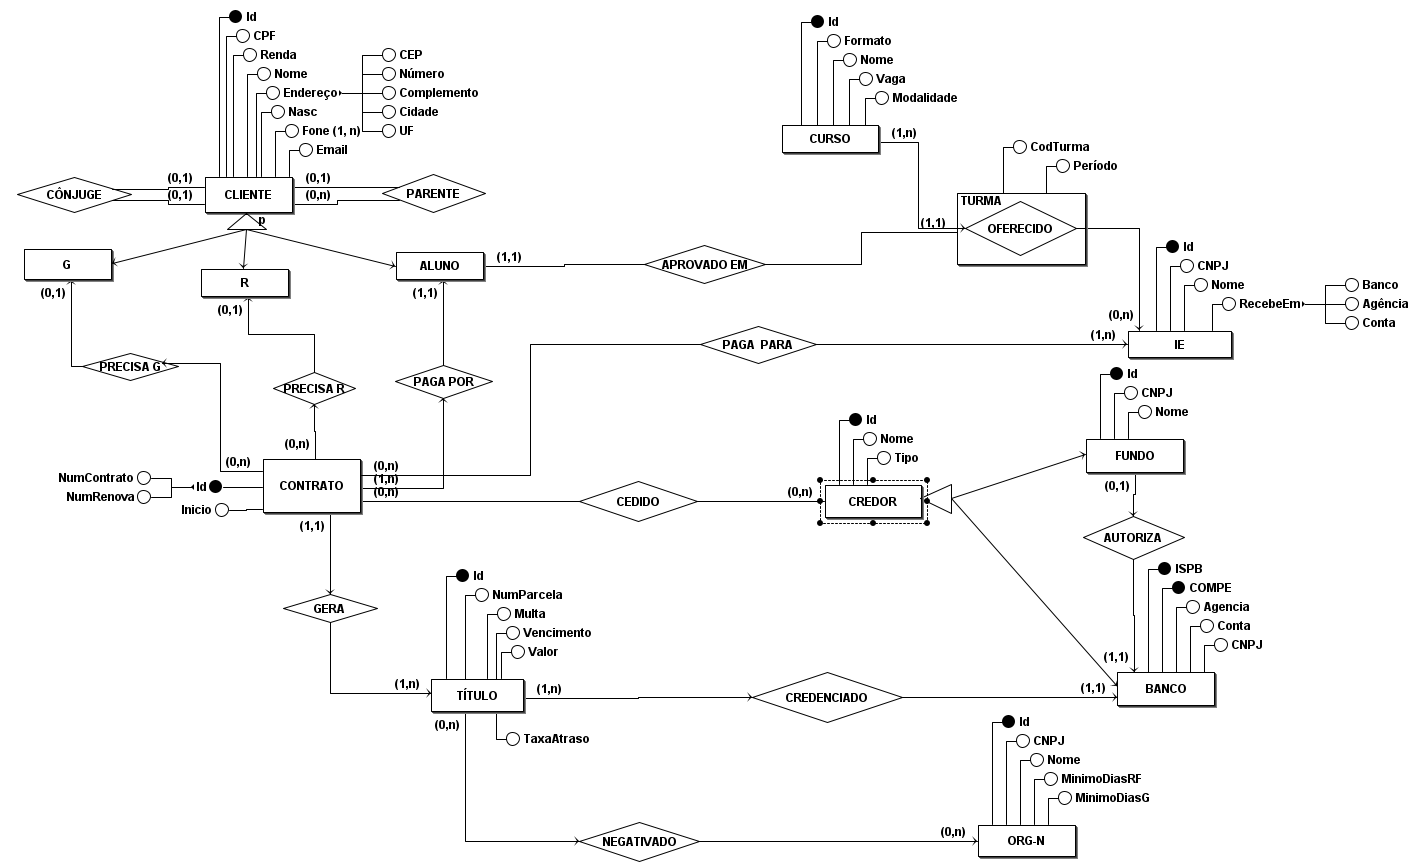 Id
CPF
Renda
Nome
Endereço
Nasc
Fone (1, n)
Email
CEP
Número
Complemento
Cidade
UF
CÔNJUGE
(0,1)
(0,1)
CLIENTE
(0,1)
(0,n)
PARENTE
p
G
R
ALUNO
(0,1)
(0,1)
(1,1)
(1,1)
APROVADO EM
Id
Formato
Nome
Vaga
Modalidade
CURSO
(1,n)
CodTurma
Período
TURMA
(1,1)
OFERECIDO
Id
CNPJ
Nome
RecebeEm
Banco
Agência
Conta
(0,n)
(1,n)
IE
PRECISA G
PRECISA R
PAGA POR
PAGA PARA
(0,n)
(0,n)
(0,n)
(1,n)
(0,n)
NumContrato
NumRenova
Id
Inicio
CONTRATO
(1,1)
CEDIDO
(0,n)
Id
Nome
Tipo
CREDOR
Id
CNPJ
Nome
FUNDO
(0,1)
AUTORIZA
ISPB
COMPE
Agencia
Conta
CNPJ
(1,1)
(1,1)
BANCO
GERA
Id
NumParcela
Multa
Vencimento
Valor
(1,n)
TÍTULO
(1,n)
(0,n)
TaxaAtraso
CREDENCIADO
Id
CNPJ
Nome
MinimoDiasRF
MinimoDiasG
NEGATIVADO
(0,n)
ORG-N